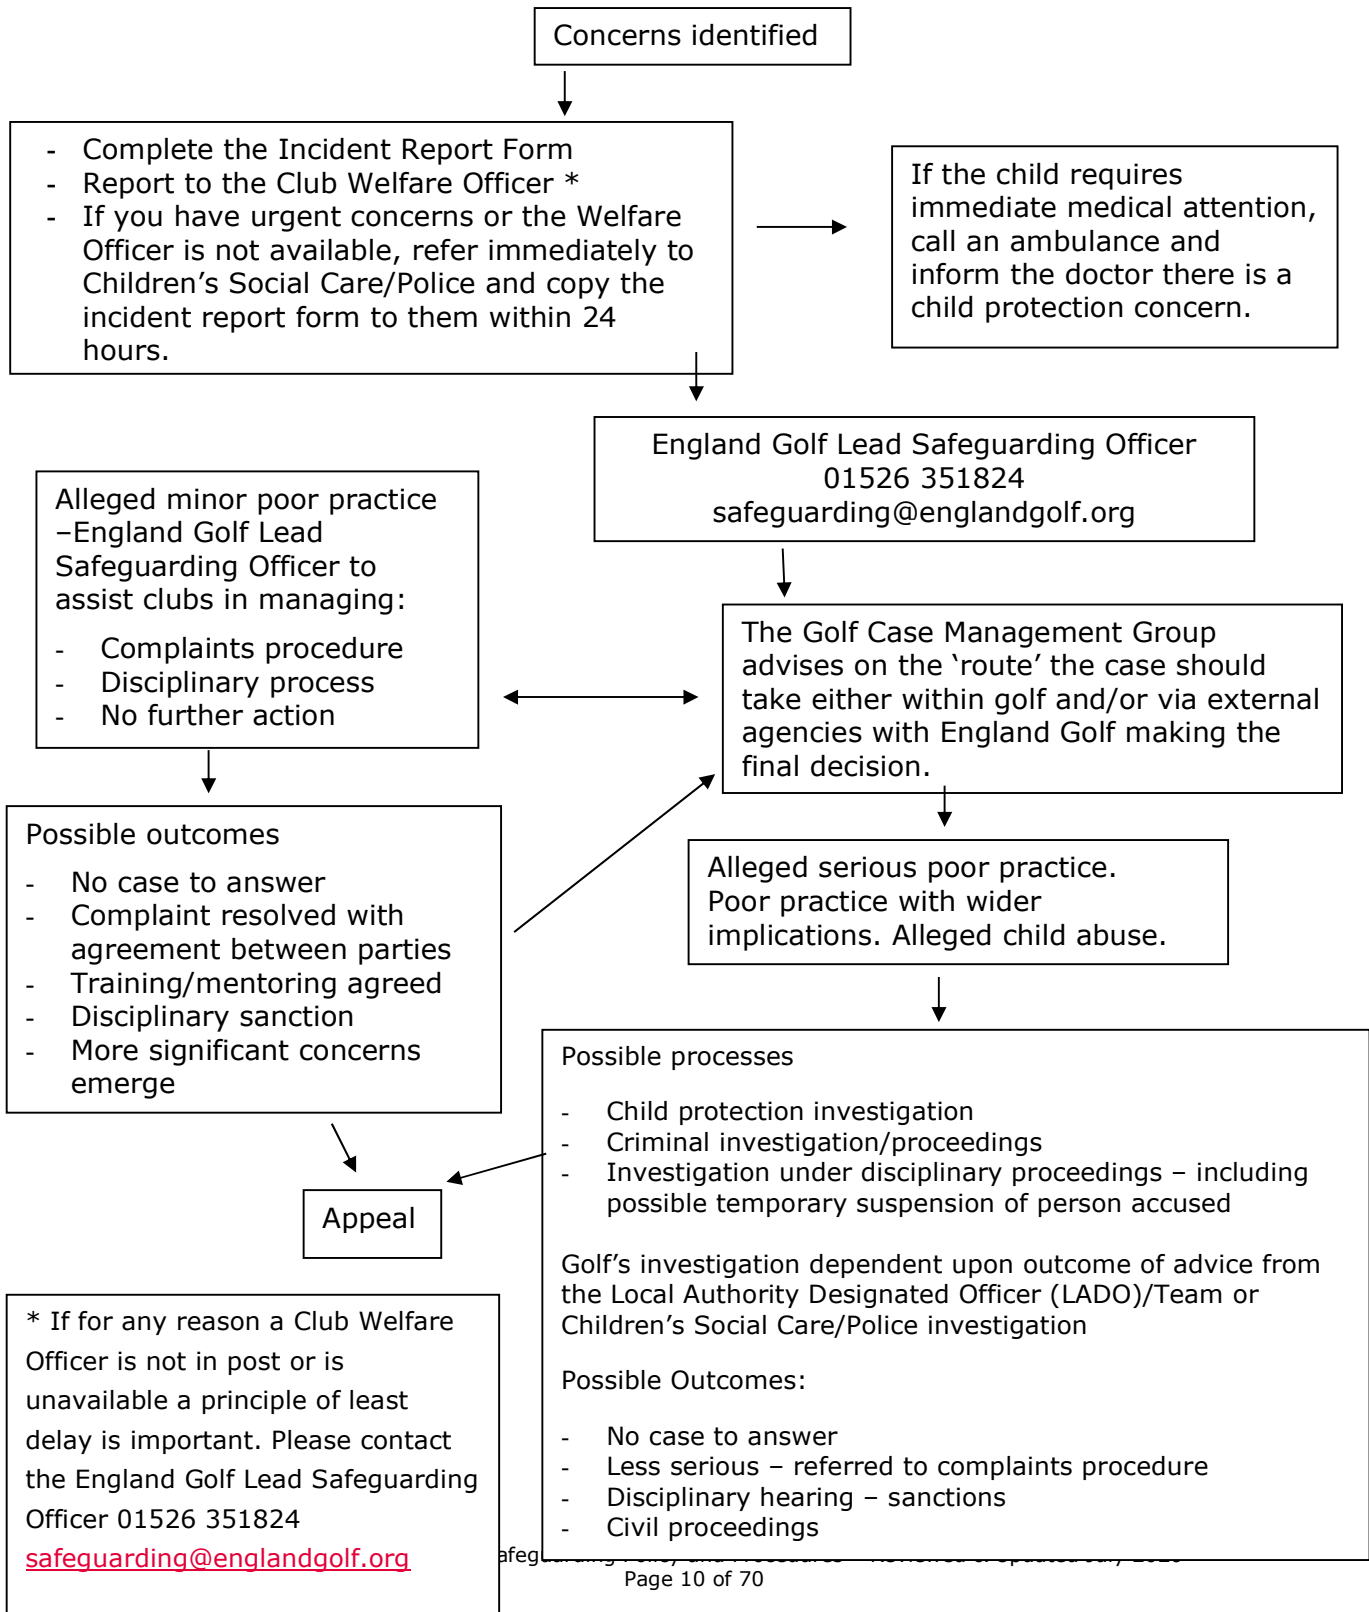 Concerns identified
- Complete the Incident Report Form
- Report to the Club Welfare Officer *
- If you have urgent concerns or the Welfare
Officer is not available, refer immediately to
Children’s Social Care/Police and copy the
incident report form to them within 24
hours.
If the child requires
immediate medical attention,
call an ambulance and
inform the doctor there is a
child protection concern.
England Golf Lead Safeguarding Officer
01526 351824
safeguarding@englandgolf.org
Alleged minor poor practice
–England Golf Lead
Safeguarding Officer to
assist clubs in managing:
- Complaints procedure
- Disciplinary process
- No further action
The Golf Case Management Group
advises on the ‘route’ the case should
take either within golf and/or via external
agencies with England Golf making the
final decision.
Possible outcomes
- No case to answer
- Complaint resolved with
agreement between parties
- Training/mentoring agreed
- Disciplinary sanction
- More significant concerns
emerge
Alleged serious poor practice.
Poor practice with wider
implications. Alleged child abuse.
Possible processes
- Child protection investigation
- Criminal investigation/proceedings
- Investigation under disciplinary proceedings – including
possible temporary suspension of person accused
Golf’s investigation dependent upon outcome of advice from
the Local Authority Designated Officer (LADO)/Team or
Children’s Social Care/Police investigation
Possible Outcomes:
- No case to answer
- Less serious – referred to complaints procedure
- Disciplinary hearing – sanctions
- Civil proceedings
Appeal
* If for any reason a Club Welfare
Officer is not in post or is
unavailable a principle of least
delay is important. Please contact
the England Golf Lead Safeguarding
Officer 01526 351824
safeguarding@englandgolf.org
Page 10 of 70